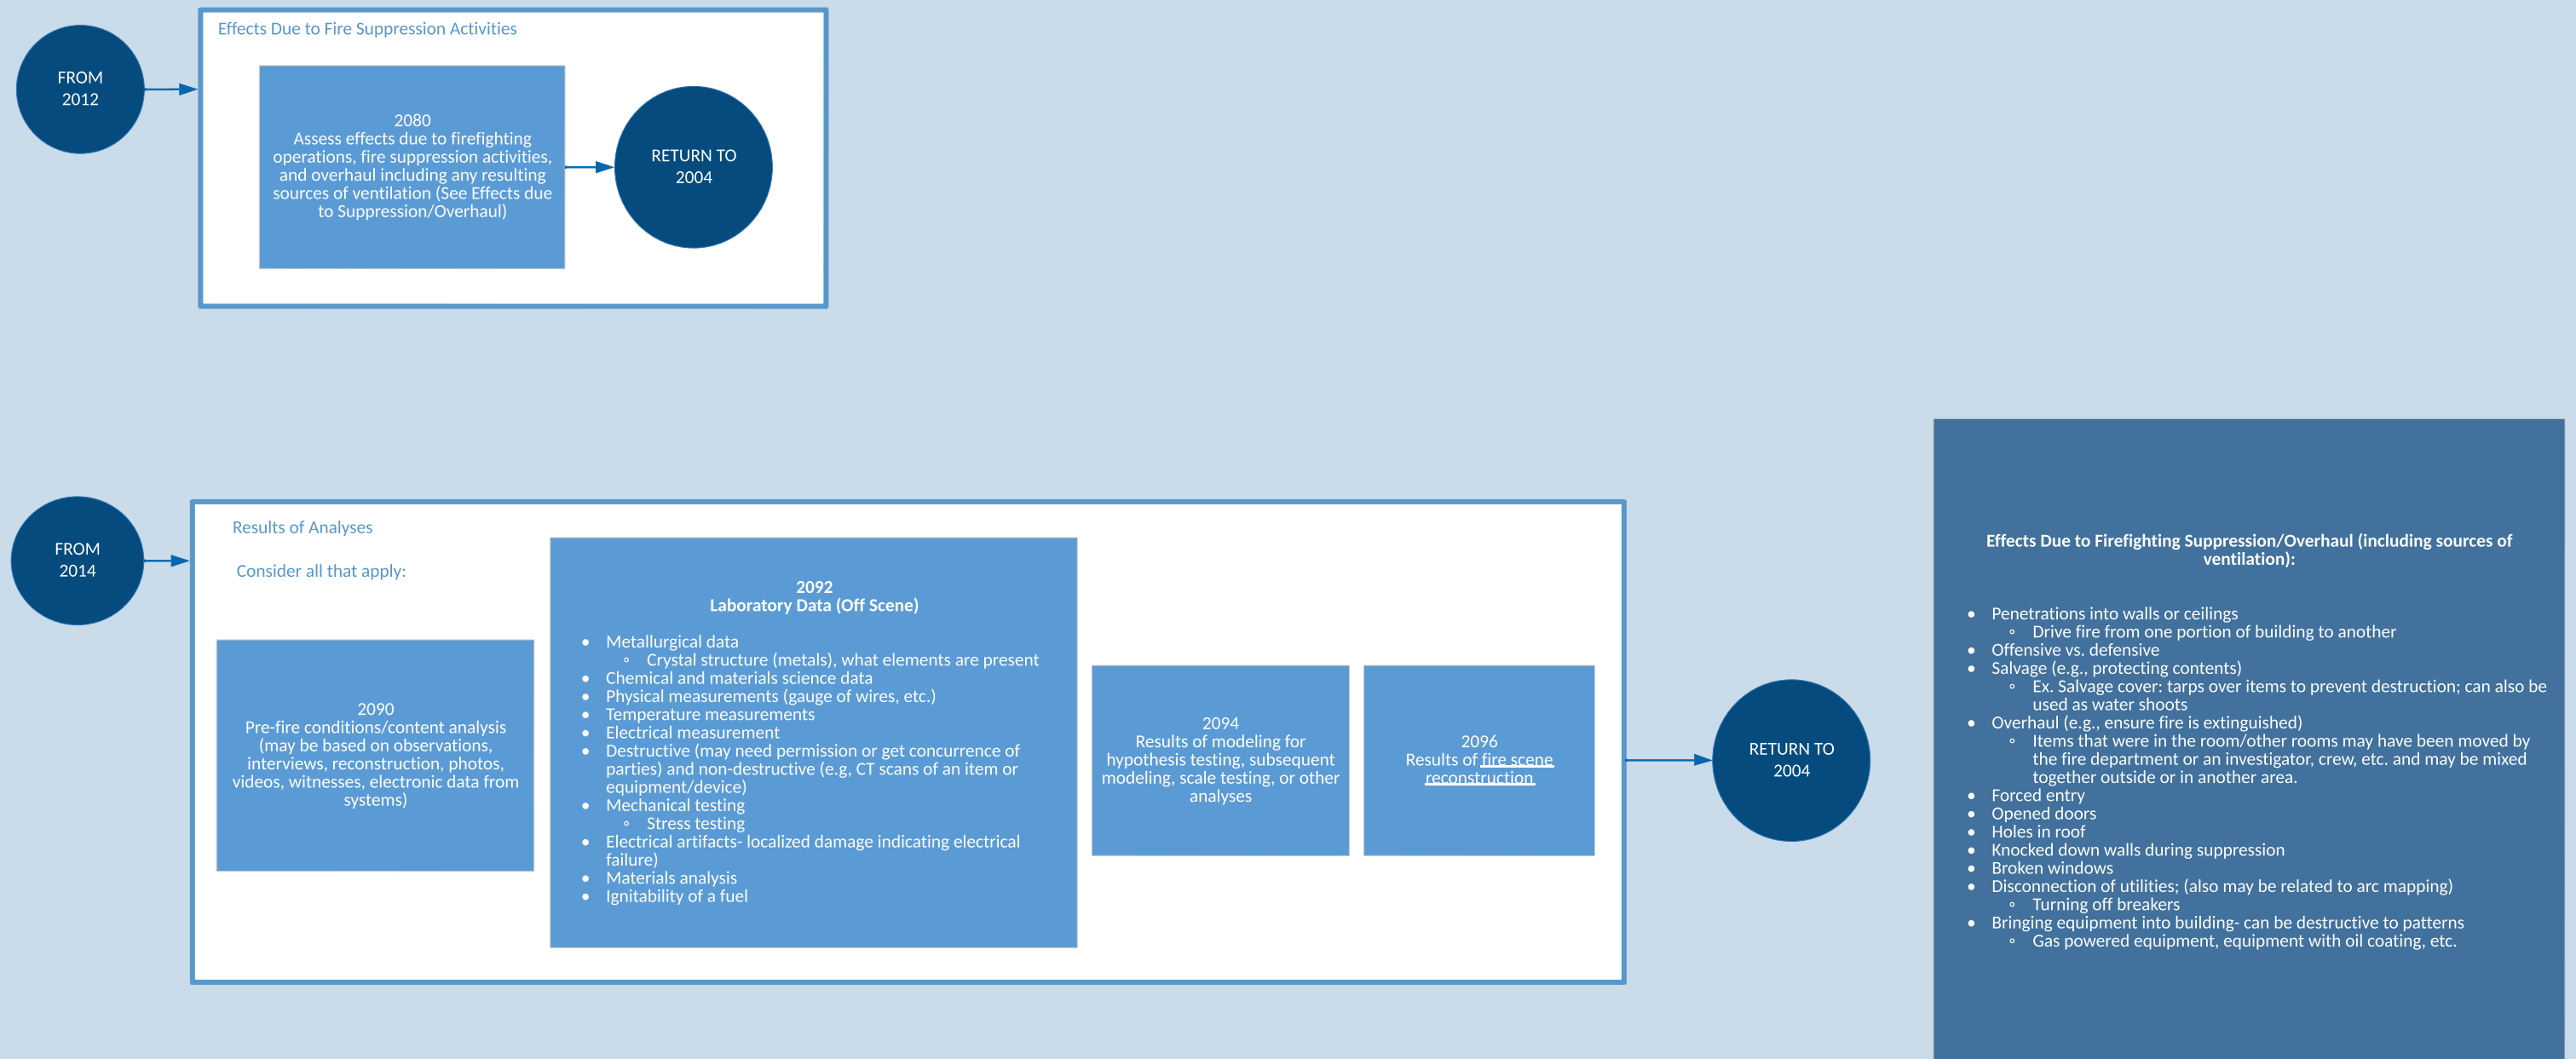 Effects Due to Fire Suppression Activities
FROM
2012
2080
Assess effects due to firefighting
operations, fire suppression activities,
and overhaul including any resulting
sources of ventilation (See Effects due
to Suppression/Overhaul)
RETURN TO
2004
FROM
2014
Results of Analyses
Consider all that apply:
2090
Pre-fire conditions/content analysis
(may be based on observations,
interviews, reconstruction, photos,
videos, witnesses, electronic data from
systems)
2092
Laboratory Data (Off Scene)
• Metallurgical data
◦ Crystal structure (metals), what elements are present
• Chemical and materials science data
• Physical measurements (gauge of wires, etc.)
• Temperature measurements
• Electrical measurement
• Destructive (may need permission or get concurrence of
parties) and non-destructive (e.g, CT scans of an item or
equipment/device)
• Mechanical testing
◦ Stress testing
• Electrical artifacts- localized damage indicating electrical
failure)
• Materials analysis
• Ignitability of a fuel
2094
Results of modeling for
hypothesis testing, subsequent
modeling, scale testing, or other
analyses
2096
Results of fire scene
reconstruction
RETURN TO
2004
Effects Due to Firefighting Suppression/Overhaul (including sources of
ventilation):
• Penetrations into walls or ceilings
◦ Drive fire from one portion of building to another
• Offensive vs. defensive
• Salvage (e.g., protecting contents)
◦ Ex. Salvage cover: tarps over items to prevent destruction; can also be
used as water shoots
• Overhaul (e.g., ensure fire is extinguished)
◦ Items that were in the room/other rooms may have been moved by
the fire department or an investigator, crew, etc. and may be mixed
together outside or in another area.
• Forced entry
• Opened doors
• Holes in roof
• Knocked down walls during suppression
• Broken windows
• Disconnection of utilities; (also may be related to arc mapping)
◦ Turning off breakers
• Bringing equipment into building- can be destructive to patterns
◦ Gas powered equipment, equipment with oil coating, etc.